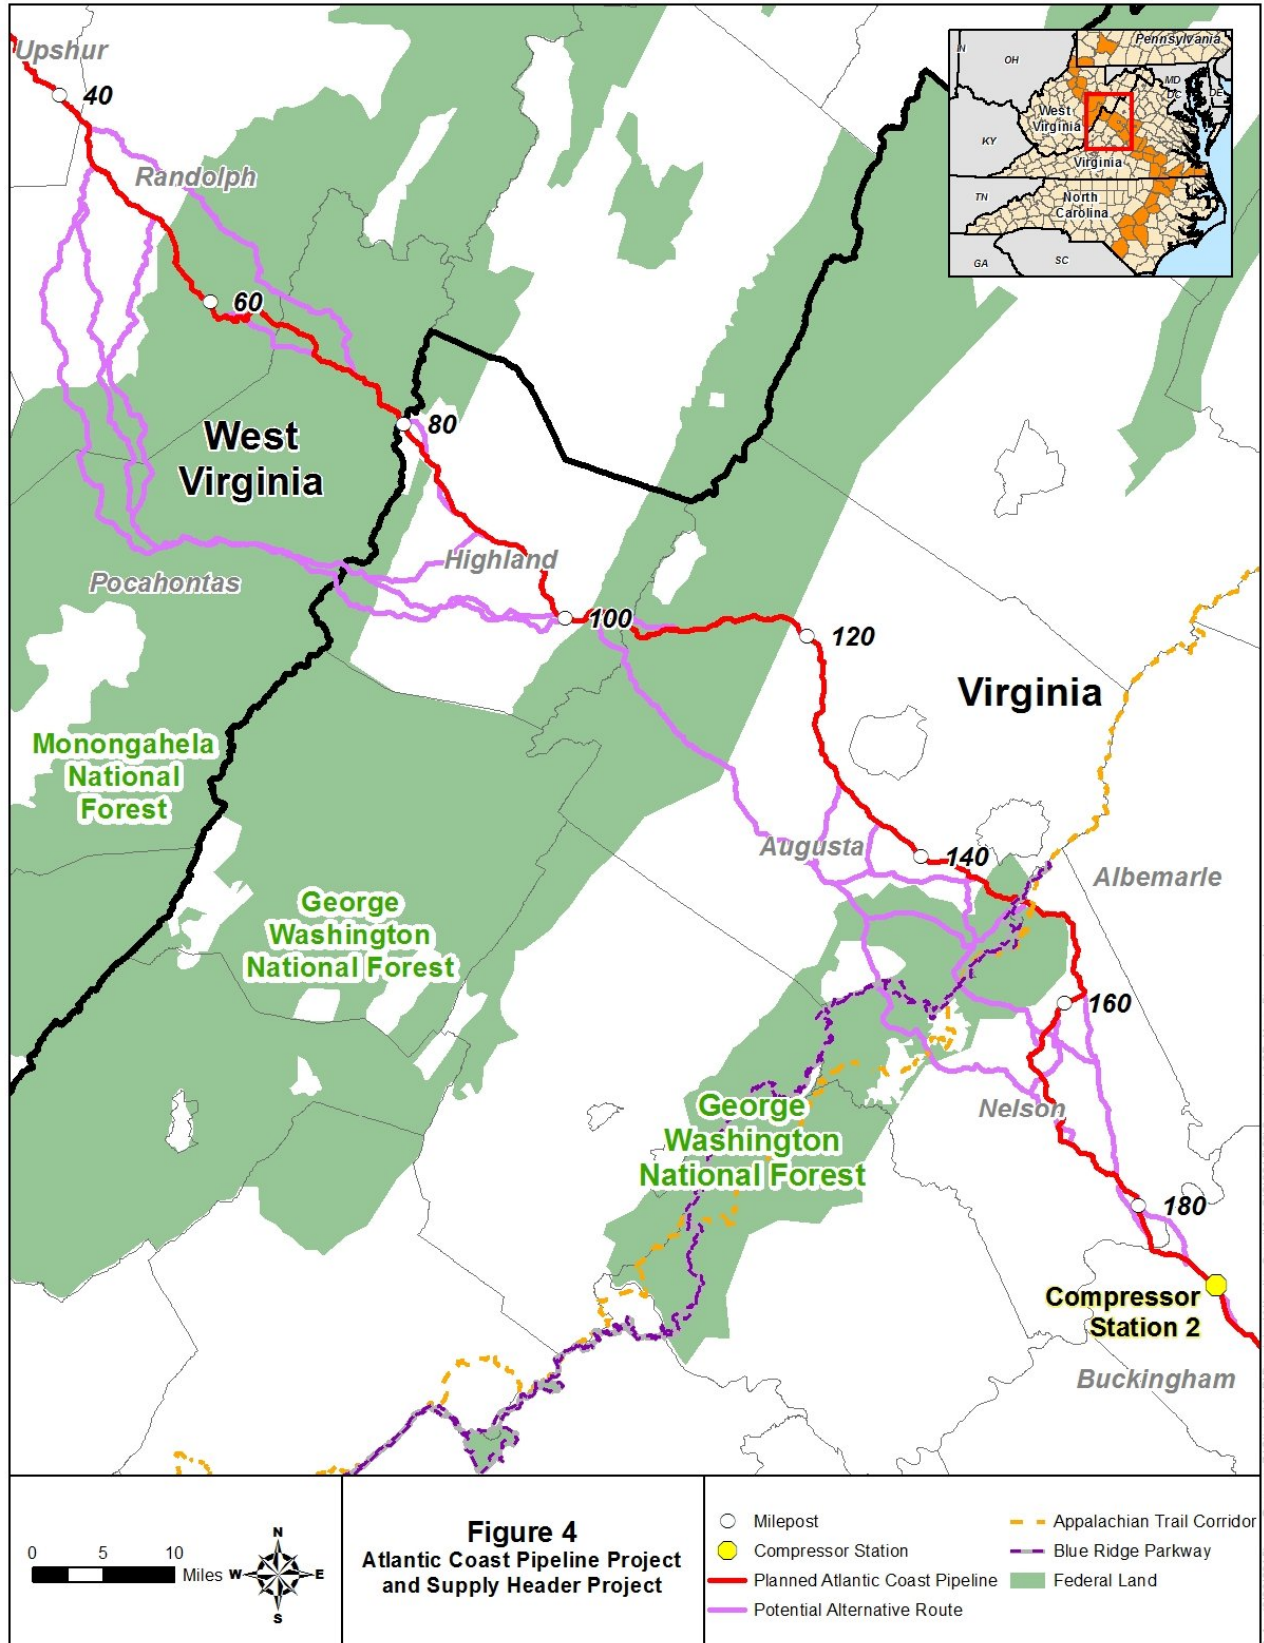 Upshur
40
Randolph
60
West
Virginia
80
Highland
Pocahontas
100
120
Virginia
Monongahela
National
Forest
Augusta
140
Albemarle
George
Washington
National Forest
160
George
Washington
National Forest
Nelson
180
Compressor
Station 2
Buckingham
Pennsylvania
IN
OH
MD
DC
DE
West
Virginia
KY
Virginia
TN
North
Carolina
GA
SC
0 5 10
Miles
N
W
E
S
Figure 4
Atlantic Coast Pipeline Project
and Supply Header Project
Milepost
Compressor Station
Planned Atlantic Coast Pipeline
Potential Alternative Route
Appalachian Trail Corridor
Blue Ridge Parkway
Federal Land